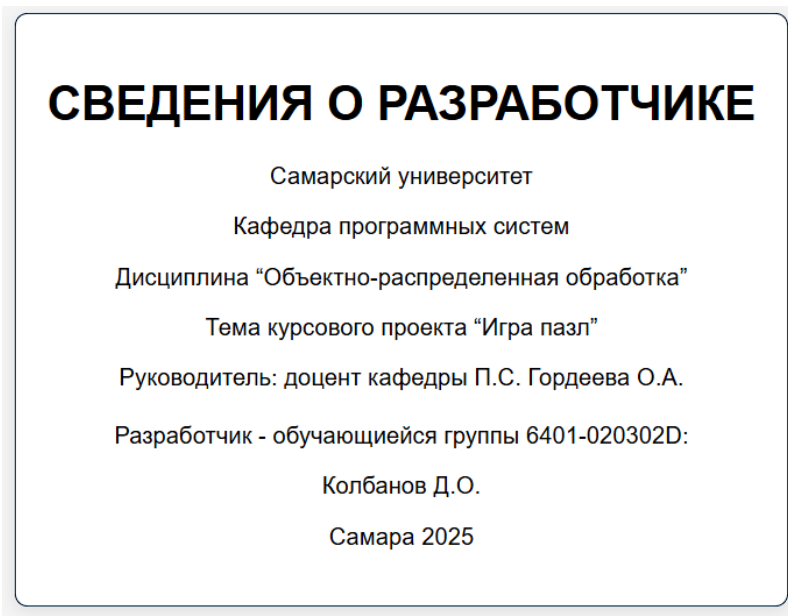 СВЕДЕНИЯ О РАЗРАБОТЧИКЕ
Самарский университет
Кафедра программных систем
Дисциплина “Объектно-распределенная обработка”
Тема курсового проекта “Игра пазл”
Руководитель: доцент кафедры П.С. Гордеева О.А.
Разработчик - обучающиейся группы 6401-020302D:
Колбанов Д.О.
Самара 2025